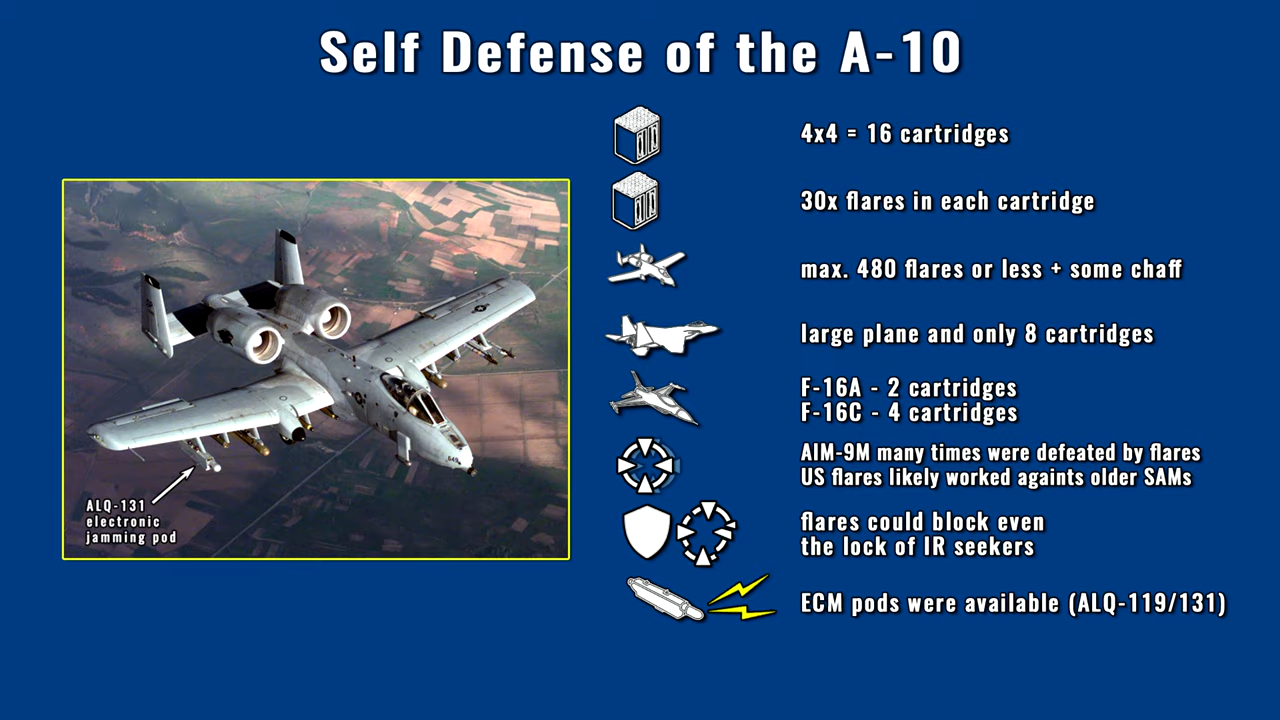 Self Defense of the A-10
4x4 = 16 cartridges
30x flares in each cartridge
max. 480 flares or less + some chaff
large plane and only 8 cartridges
F-16A - 2 cartridges
F-16C - 4 cartridges
AIM-9M many times were defeated by flares
US flares likely worked againts older SAMs
flares could block even
the lock of IR seekers
ECM pods were available (ALQ-119/131)
ALQ-131
electronic
jamming pod